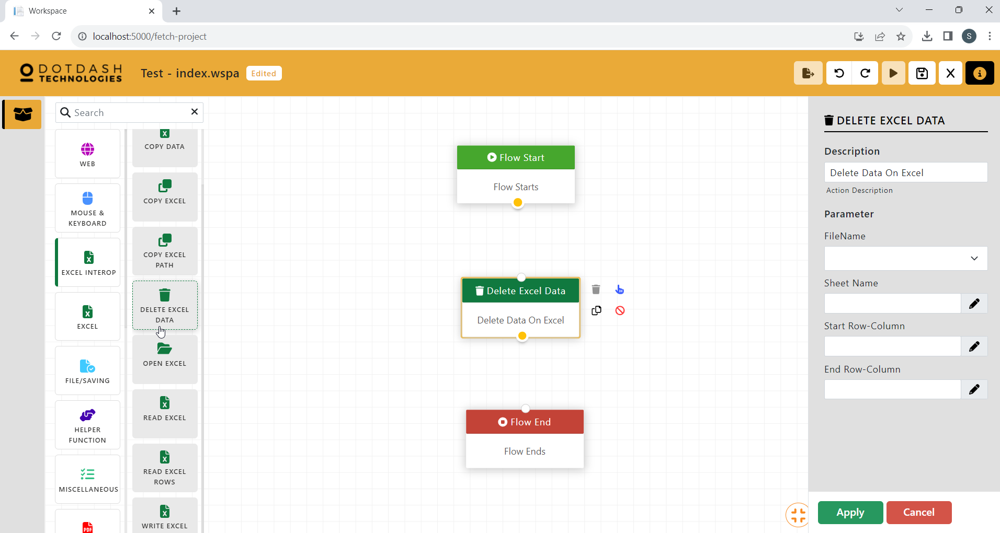 Workspace
localhost:5000/fetch-project
S
DOTDASH
TECHNOLOGIES
Test - index.wspa
Edited
Search
WEB
MOUSE &
KEYBOARD
EXCEL INTEROP
EXCEL
FILE/SAVING
HELPER
FUNCTION
MISCELLANEOUS
PDF
COPY DATA
COPY EXCEL
COPY EXCEL
PATH
DELETE EXCEL
DATA
OPEN EXCEL
READ EXCEL
READ EXCEL
ROWS
WRITE EXCEL
Flow Start
Flow Starts
Delete Excel Data
Delete Data On Excel
Flow End
Flow Ends
DELETE EXCEL DATA
Description
Delete Data On Excel
Action Description
Parameter
FileName
Sheet Name
Start Row-Column
End Row-Column
Apply
Cancel